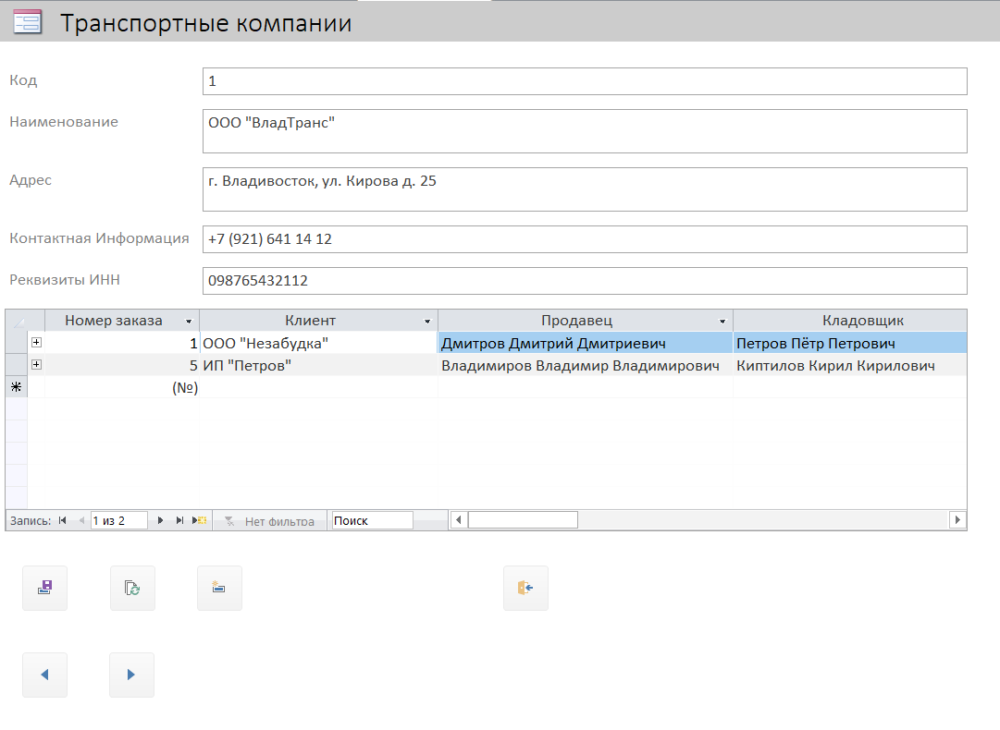 Транспортные компании
Код 1
Наименование ООО "ВладТранс"
Адрес г. Владивосток, ул. Кирова д. 25
Контактная Информация +7 (921) 641 14 12
Реквизиты ИНН 098765432112
Номер заказа Клиент Продавец Кладовщик
1 ООО "Незабудка" Дмитров Дмитрий Дмитриевич Петров Пётр Петрович
5 ИП "Петров" Владимиров Владимир Владимирович Киптилов Кирил Кирилович
(№)
Запись: 1 из 2 Нет фильтра Поиск